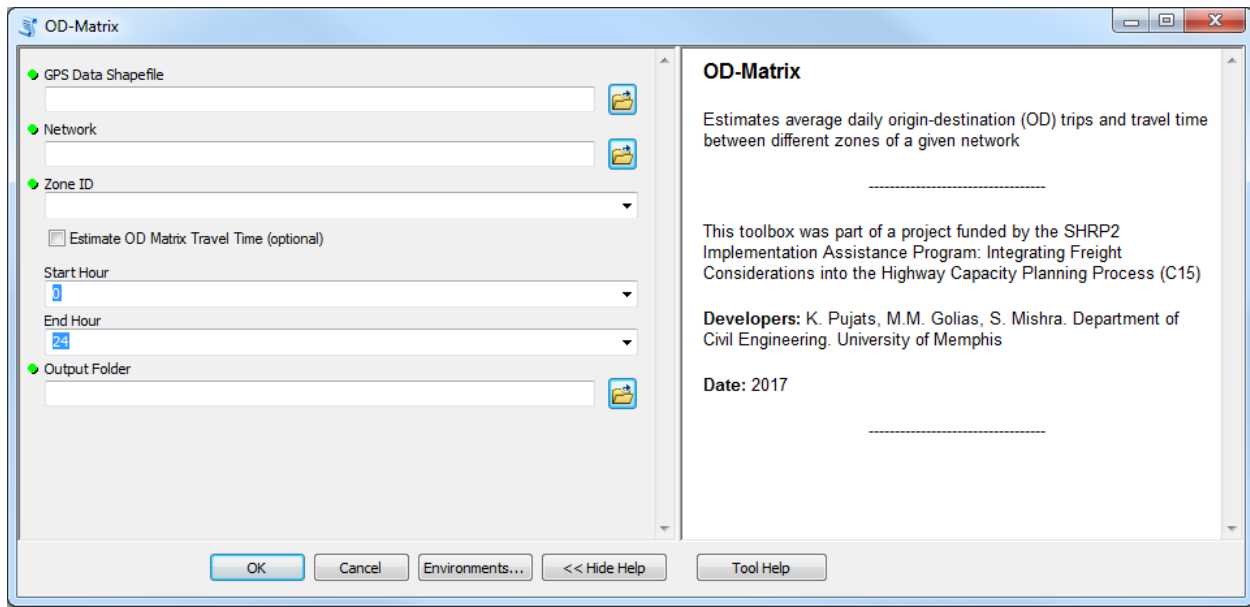 OD-Matrix
GPS Data Shapefile
Network
Zone ID
Estimate OD Matrix Travel Time (optional)
Start Hour
0
End Hour
24
Output Folder
OD-Matrix
Estimates average daily origin-destination (OD) trips and travel time
between different zones of a given network
----------------------------------
This toolbox was part of a project funded by the SHRP2
Implementation Assistance Program: Integrating Freight
Considerations into the Highway Capacity Planning Process (C15)
Developers: K. Pujats, M.M. Golias, S. Mishra. Department of
Civil Engineering. University of Memphis
Date: 2017
----------------------------------
OK
Cancel
Environments...
<< Hide Help
Tool Help